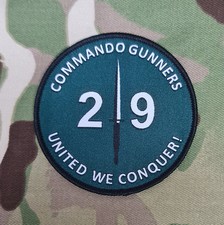 COMMANDO GUNNERS
2 9
UNITED WE CONQUER!